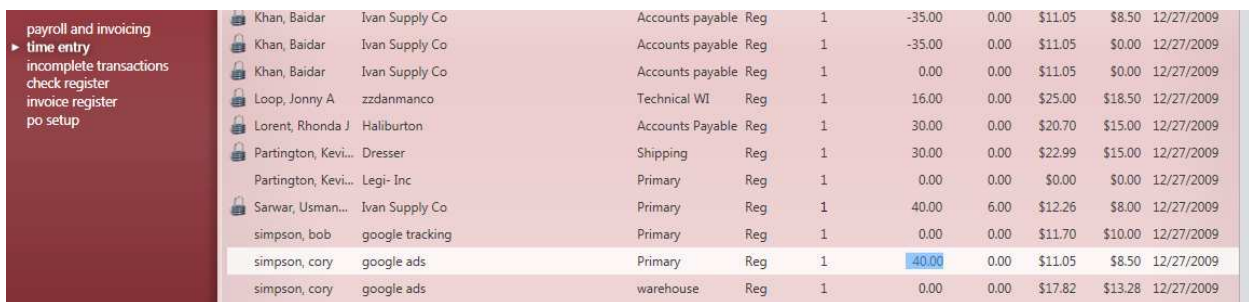 payroll and invoicing
time entry
incomplete transactions
check register
invoice register
po setup
Khan, Baidar Ivan Supply Co Accounts payable Reg 1 -35.00 0.00 $11.05 $8.50 12/27/2009
Khan, Baidar Ivan Supply Co Accounts payable Reg 1 -35.00 0.00 $11.05 $0.00 12/27/2009
Khan, Baidar Ivan Supply Co Accounts payable Reg 1 0.00 0.00 $11.05 $0.00 12/27/2009
Loop, Jonny A zzdanmanco Technical WI Reg 1 16.00 0.00 $25.00 $18.50 12/27/2009
Lorent, Rhonda J Haliburton Accounts Payable Reg 1 30.00 0.00 $20.70 $15.00 12/27/2009
Partington, Kevi... Dresser Shipping Reg 1 30.00 0.00 $22.99 $15.00 12/27/2009
Partington, Kevi... Legi- Inc Primary Reg 1 0.00 0.00 $0.00 $0.00 12/27/2009
Sarwar, Usman... Ivan Supply Co Primary Reg 1 40.00 6.00 $12.26 $8.00 12/27/2009
simpson, bob google tracking Primary Reg 1 0.00 0.00 $11.70 $10.00 12/27/2009
simpson, cory google ads Primary Reg 1 40.00 0.00 $11.05 $8.50 12/27/2009
simpson, cory google ads warehouse Reg 1 0.00 0.00 $17.82 $13.28 12/27/2009